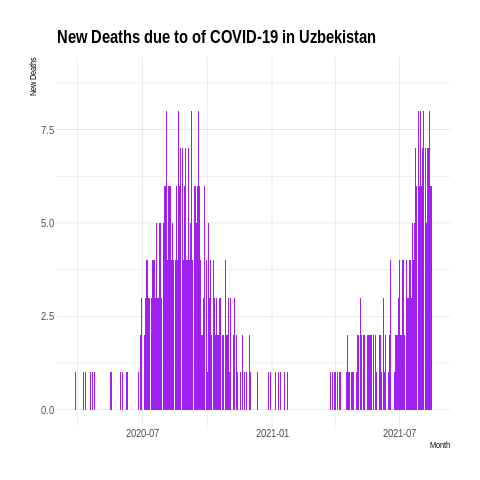 New Deaths due to of COVID-19 in Uzbekistan
New Deaths
7.5
5.0
2.5
0.0
2020-07
2021-01
2021-07
Month